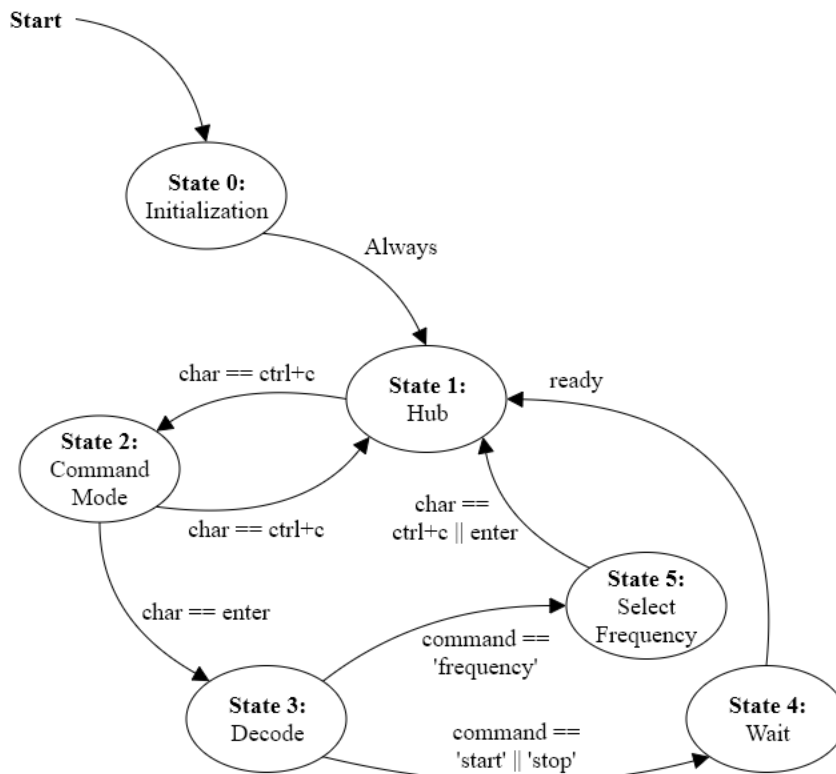 Start
State 0:
Initialization
Always
State 1:
Hub
char == ctrl+c
ready
State 2:
Command
Mode
char == ctrl+c
char ==
ctrl+c || enter
State 5:
Select
Frequency
char == enter
command ==
'frequency'
State 3:
Decode
command ==
'start' || 'stop'
State 4:
Wait